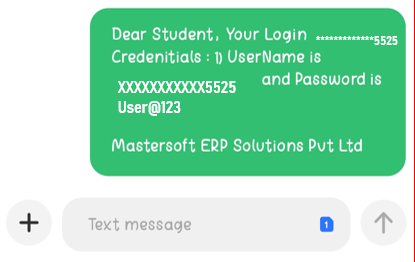 Dear Student, Your Login *************5525
Credenitials : 1) UserName is
XXXXXXXXXXX5525 and Password is
User@123
Mastersoft ERP Solutions Pvt Ltd
Text message
1